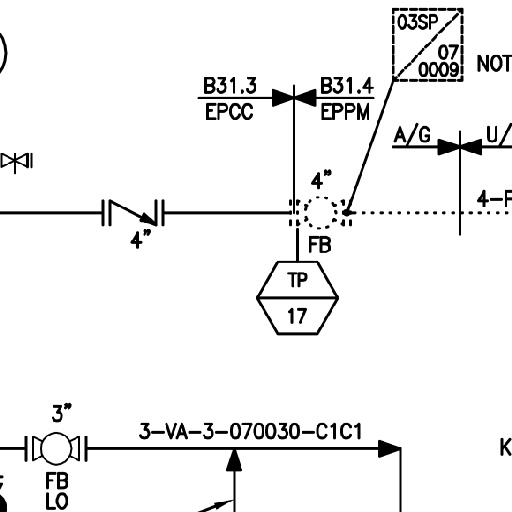 03SP
07
0009
NOT
B31.3
B31.4
EPCC
EPPM
A/G
U/
4"
4-F
4"
FB
TP
17
3"
3-VA-3-070030-C1C1
K
FB
LO